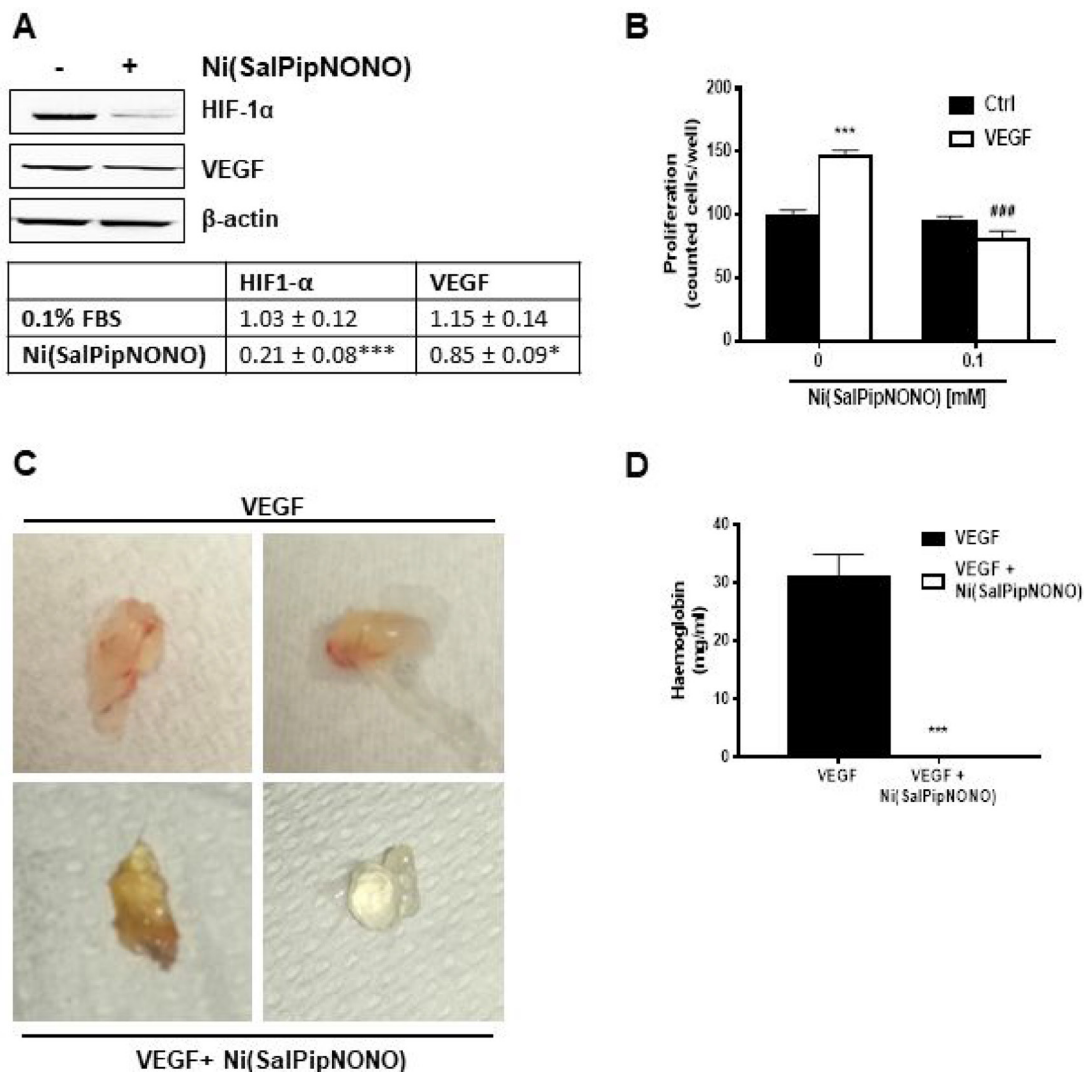 A
- + Ni(SalPipNONO)
HIF-1α
VEGF
β-actin
HIF1-α VEGF
0.1% FBS 1.03 ± 0.12 1.15 ± 0.14
Ni(SalPipNONO) 0.21 ± 0.08*** 0.85 ± 0.09*
B
Proliferation
(counted cells/well)
200
150
100
50
0
Ctrl
VEGF
***
###
0 0.1
Ni(SalPipNONO) [mM]
C
VEGF
VEGF+ Ni(SalPipNONO)
D
Haemoglobin
(mg/ml)
40
30
20
10
0
VEGF
VEGF +
Ni(SalPipNONO)
***
VEGF VEGF +
Ni(SalPipNONO)